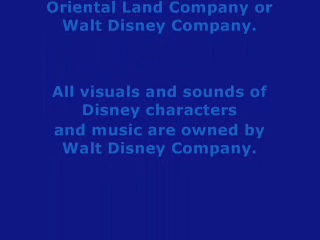 Oriental Land Company or
Walt Disney Company.
All visuals and sounds of
Disney characters
and music are owned by
Walt Disney Company.